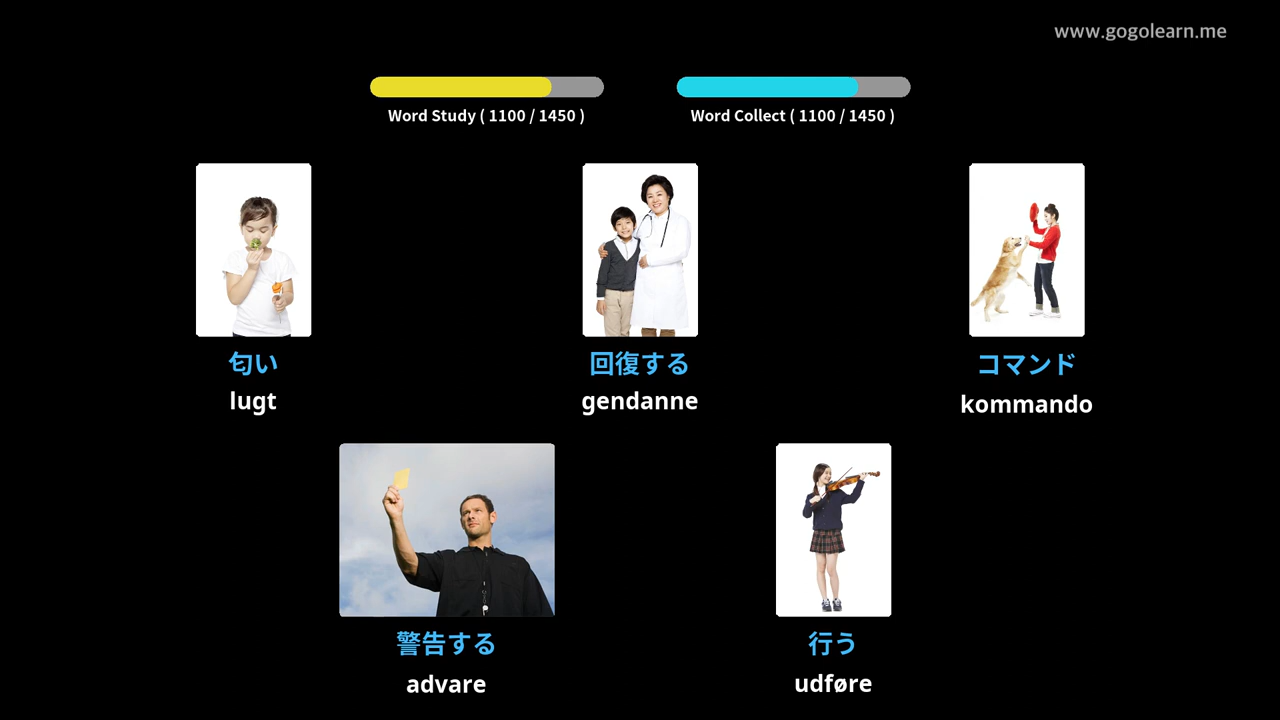 www.gogolearn.me
Word Study ( 1100 / 1450 )
Word Collect ( 1100 / 1450 )
匂い
lugt
回復する
gendanne
コマンド
kommando
警告する
advare
行う
udføre